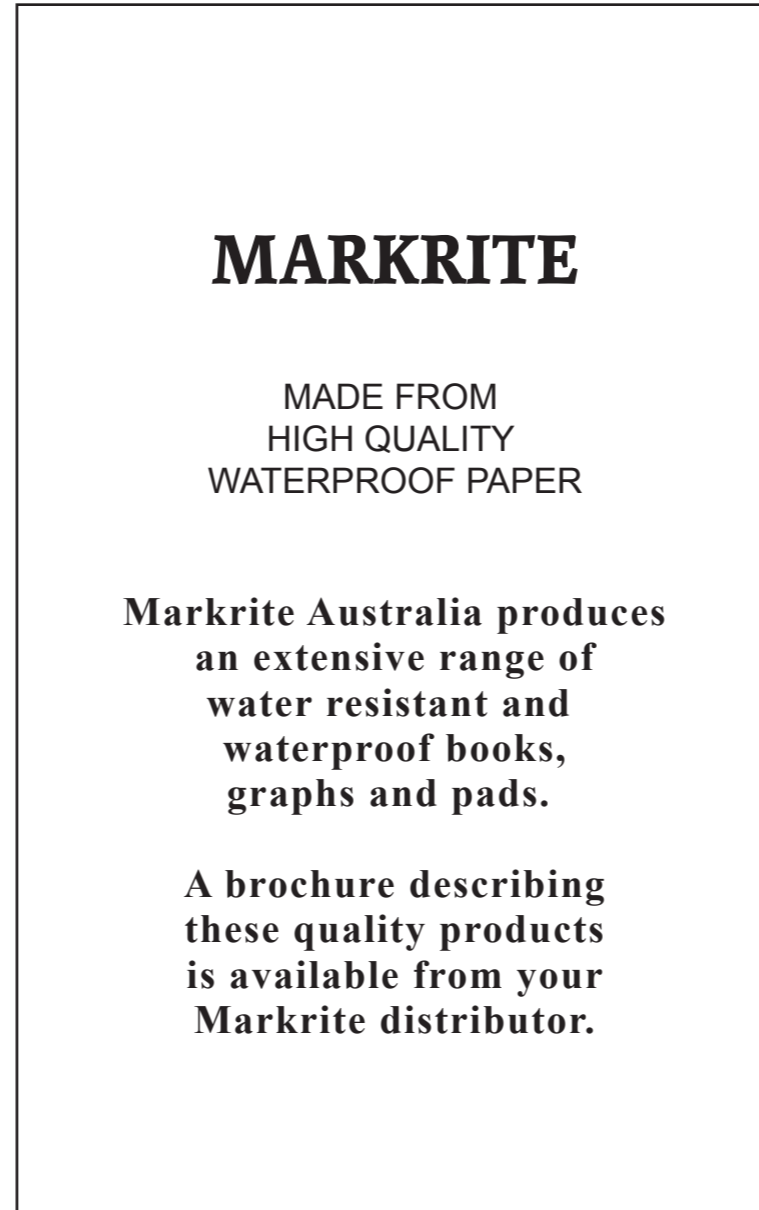 MARKRITE
MADE FROM
HIGH QUALITY
WATERPROOF PAPER
Markrite Australia produces
an extensive range of
water resistant and
waterproof books,
graphs and pads.
A brochure describing
these quality products
is available from your
Markrite distributor.